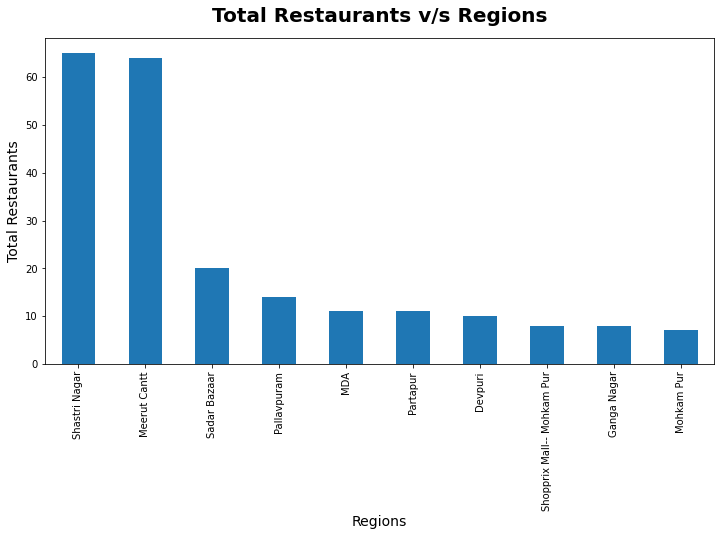 Total Restaurants v/s Regions
Total Restaurants
60
50
40
30
20
10
0
Shastri Nagar
Meerut Cantt
Sadar Bazaar
Pallavpuram
MDA
Partapur
Devpuri
Shopprix Mall-- Mohkam Pur
Ganga Nagar
Mohkam Pur
Regions